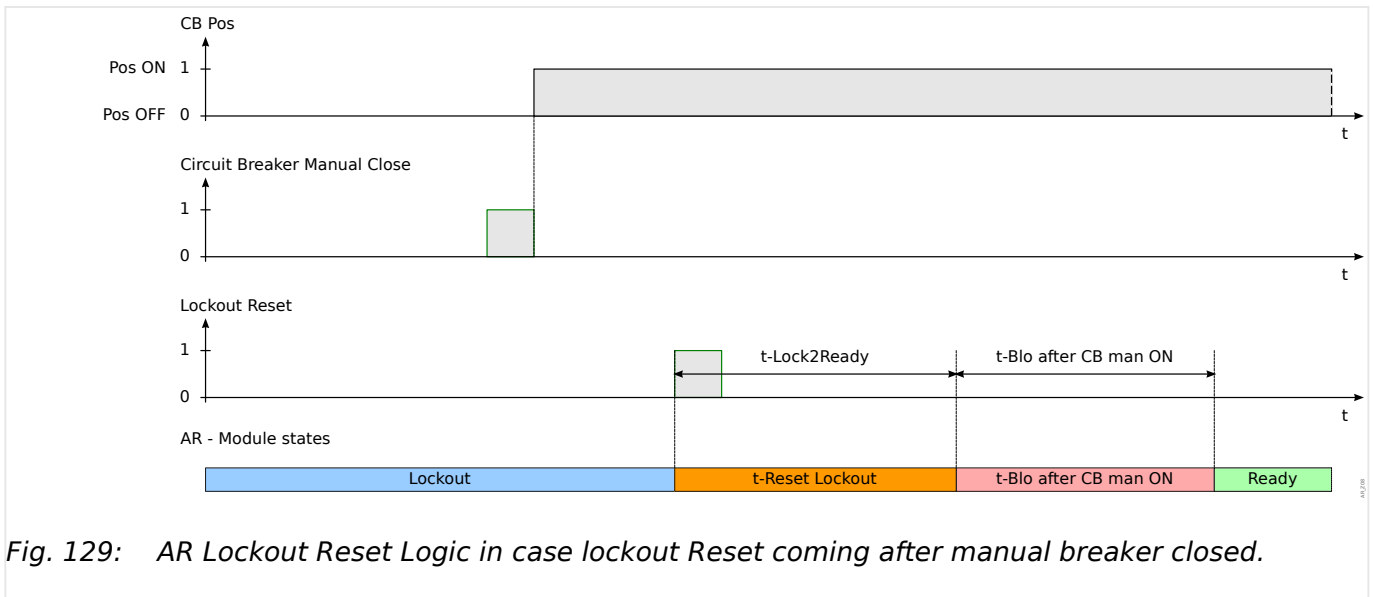 CB Pos
Pos ON 1
Pos OFF 0
t
Circuit Breaker Manual Close
1
0
t
Lockout Reset
1 t-Lock2Ready t-Blo after CB man ON
0
t
AR - Module states
Lockout t-Reset Lockout t-Blo after CB man ON Ready
Fig. 129: AR Lockout Reset Logic in case lockout Reset coming after manual breaker closed.